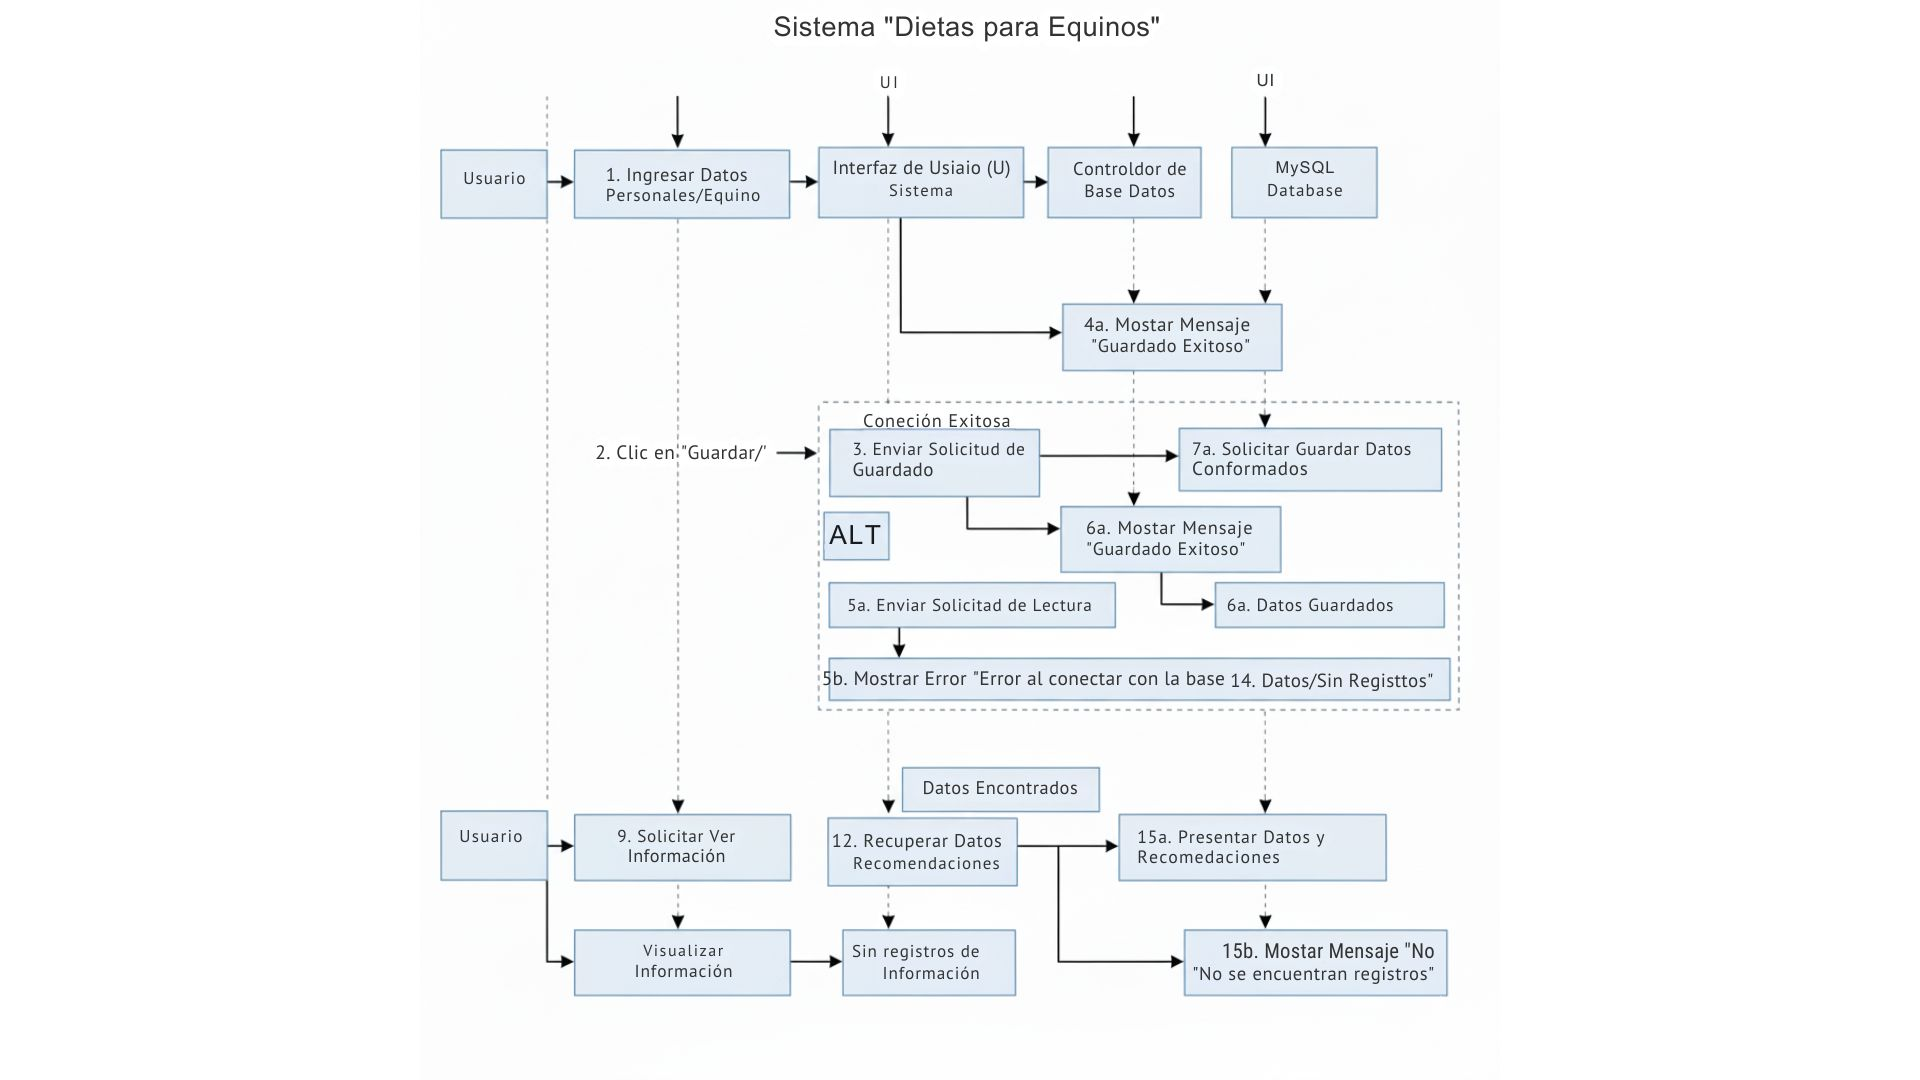 Sistema "Dietas para Equinos"
UI
UI
Usuario
1. Ingresar Datos
Personales/Equino
Interfaz de Usiaio (U)
Sistema
Controldor de
Base Datos
MySQL
Database
4a. Mostar Mensaje
"Guardado Exitoso"
Coneción Exitosa
2. Clic en "Guardar/'
3. Enviar Solicitud de
Guardado
7a. Solicitar Guardar Datos
Conformados
ALT
6a. Mostar Mensaje
"Guardado Exitoso"
5a. Enviar Solicitad de Lectura
6a. Datos Guardados
5b. Mostrar Error "Error al conectar con la base 14. Datos/Sin Registtos"
Datos Encontrados
Usuario
9. Solicitar Ver
Información
12. Recuperar Datos
Recomendaciones
15a. Presentar Datos y
Recomedaciones
Visualizar
Información
Sin registros de
Información
15b. Mostar Mensaje "No
"No se encuentran registros"